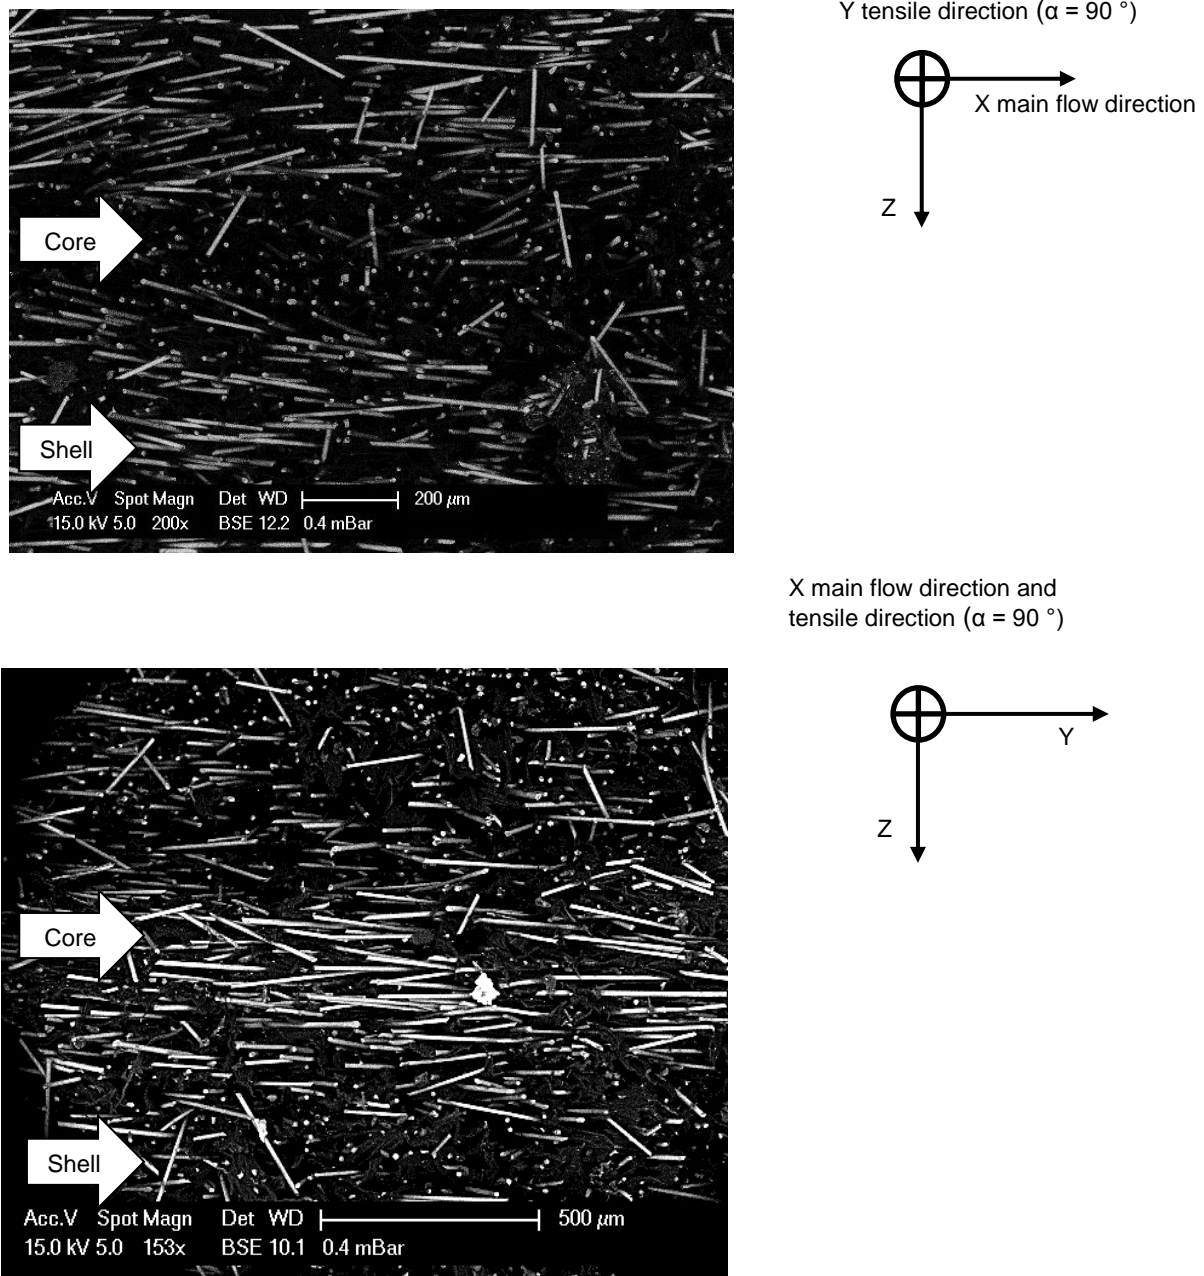 Y tensile direction (α = 90 °)
X main flow direction
Z
Core
Shell
Acc.V Spot Magn Det WD 200 µm
15.0 kV 5.0 200x BSE 12.2 0.4 mBar
X main flow direction and
tensile direction (α = 90 °)
Y
Z
Core
Shell
Acc.V Spot Magn Det WD 500 µm
15.0 kV 5.0 153x BSE 10.1 0.4 mBar